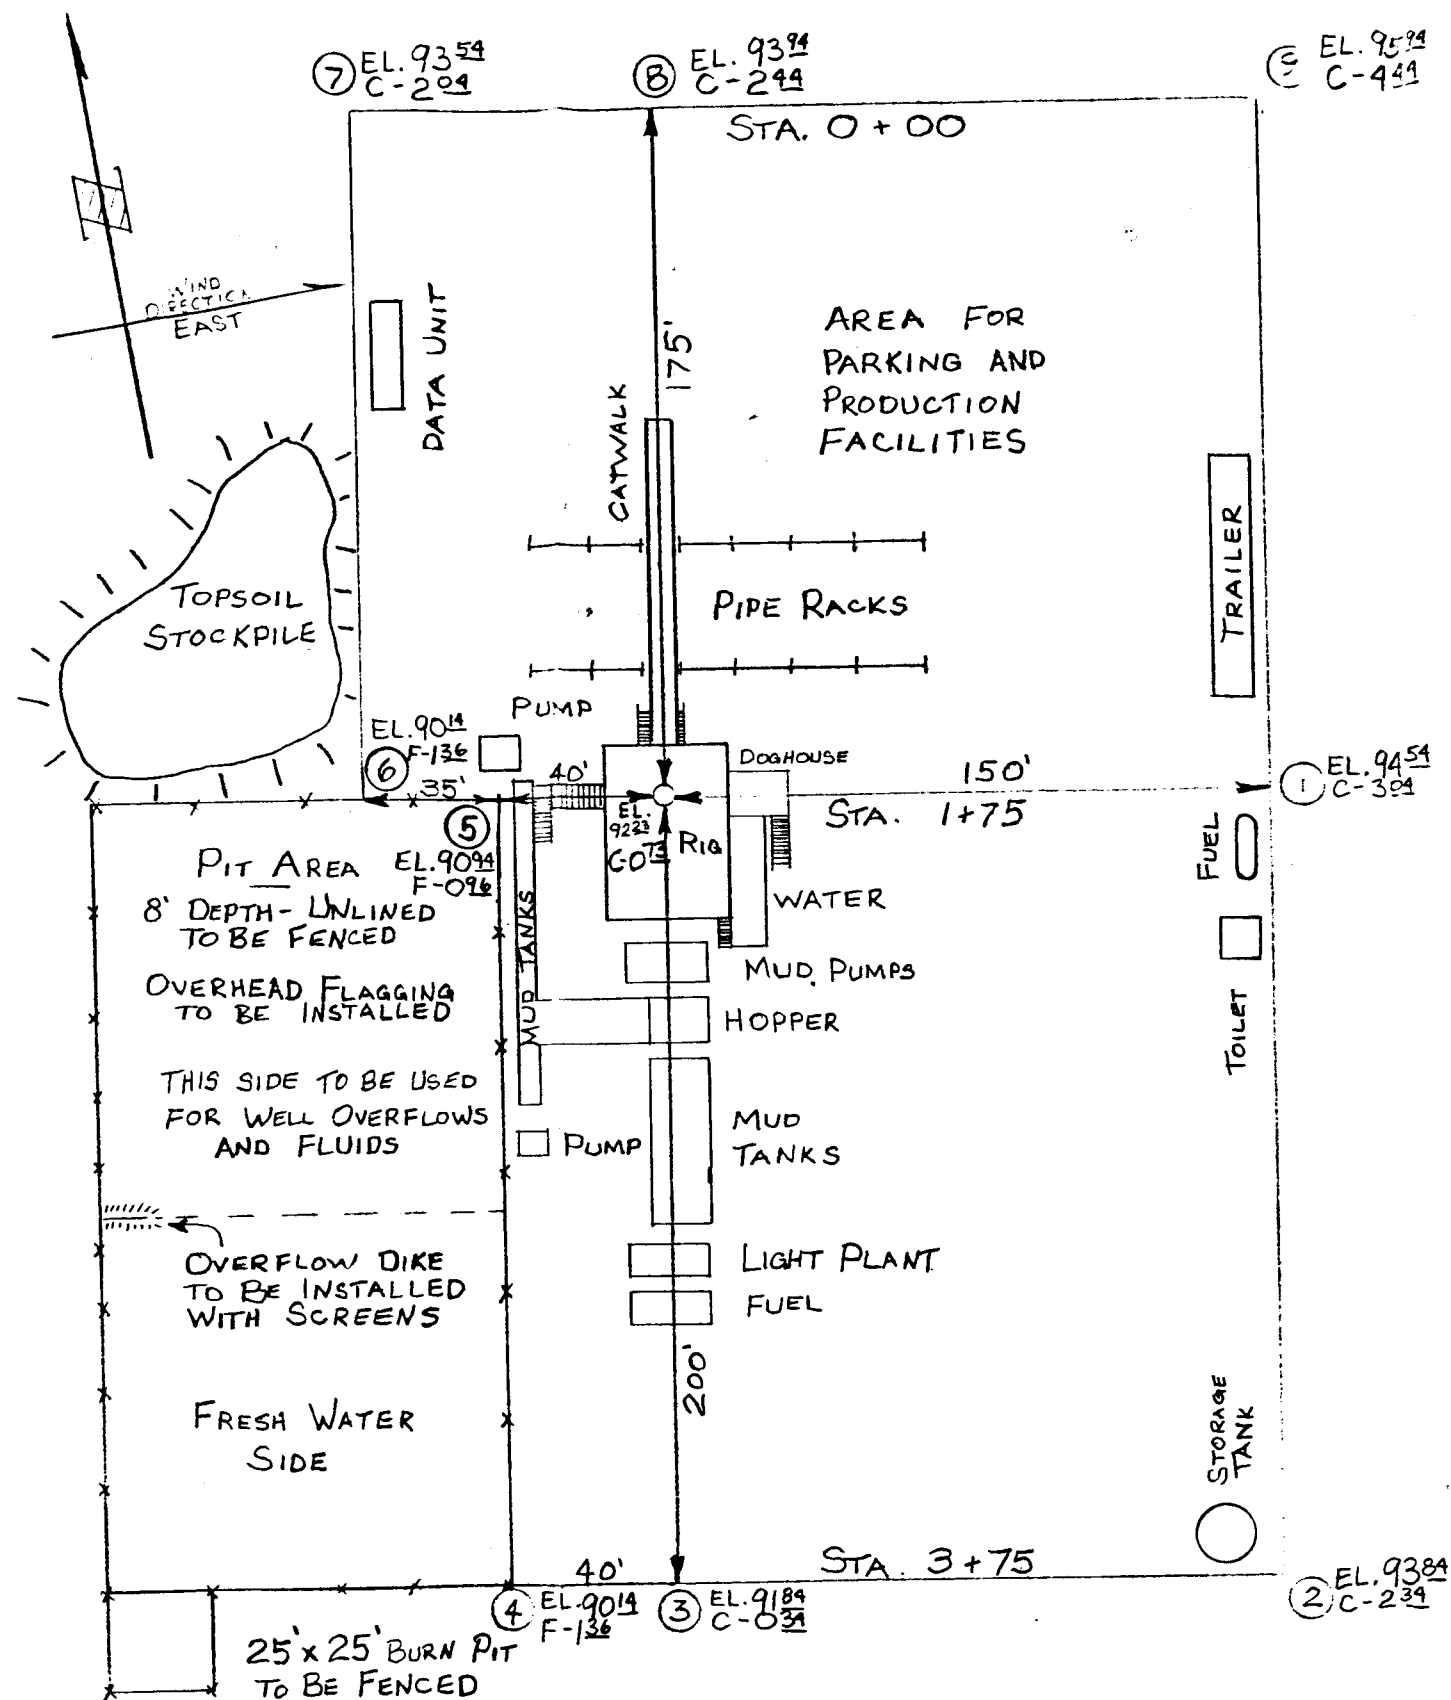 7 EL. 93 54
C-2 04
8 EL. 93 94
C-2 44
EL. 95 94
C-4 44
STA. 0+00
WIND
DIRECTION
EAST
DATA UNIT
175'
CATWALK
AREA FOR
PARKING AND
PRODUCTION
FACILITIES
TRAILER
TOPSOIL
STOCKPILE
PIPE RACKS
PUMP
EL. 90 14
F-1 36
6
35'
40'
DOGHOUSE
150'
STA. 1+75
1 EL. 94 54
C-3 04
5
EL. 90 94
F-0 96
EL.
92 23
C-0 73
RIG
FUEL
PIT AREA
8' DEPTH - UNLINED
TO BE FENCED
OVERHEAD FLAGGING
TO BE INSTALLED
THIS SIDE TO BE USED
FOR WELL OVERFLOWS
AND FLUIDS
MUD TANKS
WATER
MUD PUMPS
HOPPER
TOILET
PUMP
MUD
TANKS
OVERFLOW DIKE
TO BE INSTALLED
WITH SCREENS
LIGHT PLANT
FUEL
200'
FRESH WATER
SIDE
STORAGE
TANK
40'
STA. 3+75
4 EL. 90 14
F-1 36
3 EL. 91 84
C-0 34
2 EL. 93 84
C-2 34
25' x 25' BURN PIT
TO BE FENCED